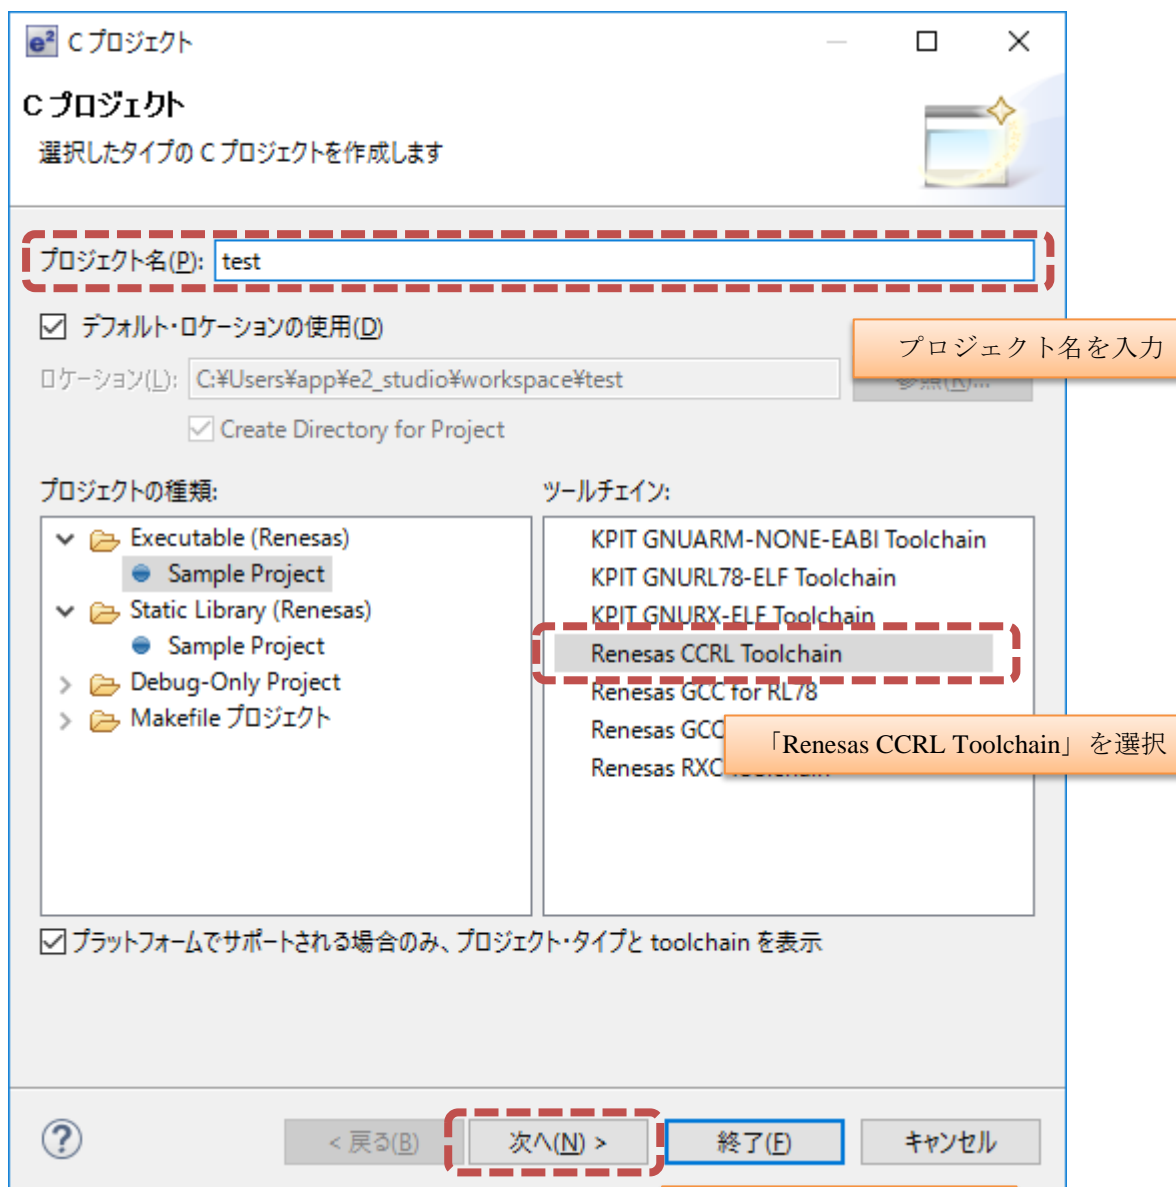 e² C プロジェクト
C プロジェクト
選択したタイプの C プロジェクトを作成します
プロジェクト名(P): test
デフォルト・ロケーションの使用(D)
プロジェクト名を入力
ロケーション(L): C:¥Users¥app¥e2_studio¥workspace¥test 参照(R)...
Create Directory for Project
プロジェクトの種類:
Executable (Renesas)
Sample Project
Static Library (Renesas)
Sample Project
Debug-Only Project
Makefile プロジェクト
ツールチェイン:
KPIT GNUARM-NONE-EABI Toolchain
KPIT GNURL78-ELF Toolchain
KPIT GNURX-ELF Toolchain
Renesas CCRL Toolchain
Renesas GCC for RL78
Renesas GCC
「Renesas CCRL Toolchain」を選択
Renesas RXC Toolchain
プラットフォームでサポートされる場合のみ、プロジェクト・タイプと toolchain を表示
< 戻る(B) 次へ(N) > 終了(F) キャンセル